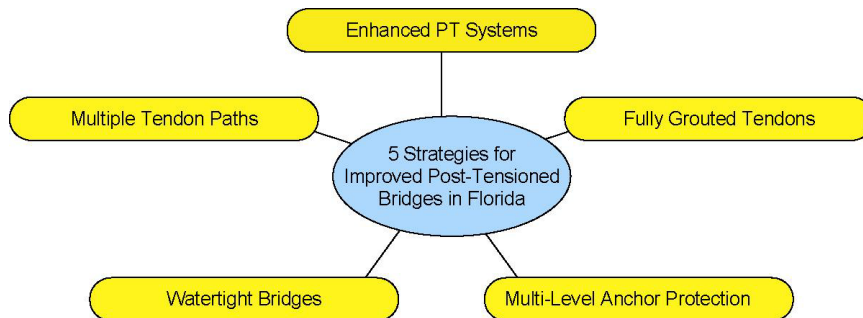 Enhanced PT Systems
Multiple Tendon Paths
Fully Grouted Tendons
5 Strategies for
Improved Post-Tensioned
Bridges in Florida
Watertight Bridges
Multi-Level Anchor Protection